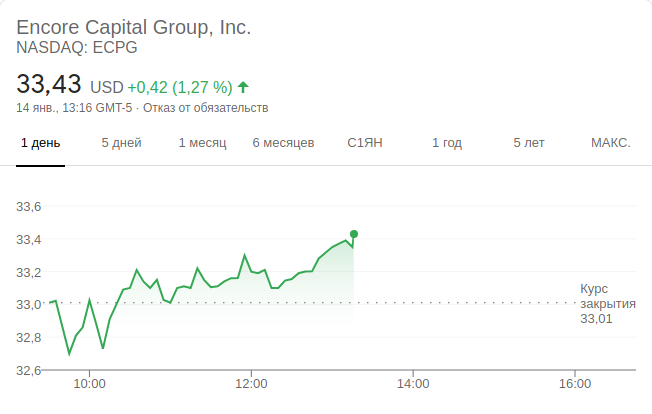 Encore Capital Group, Inc.
NASDAQ: ECPG
33,43 USD +0,42 (1,27 %)
14 янв., 13:16 GMT-5 · Отказ от обязательств
1 день 5 дней 1 месяц 6 месяцев С1ЯН 1 год 5 лет МАКС.
33,6
33,4
33,2
33,0
32,8
32,6
Курс
закрытия
33,01
10:00 12:00 14:00 16:00